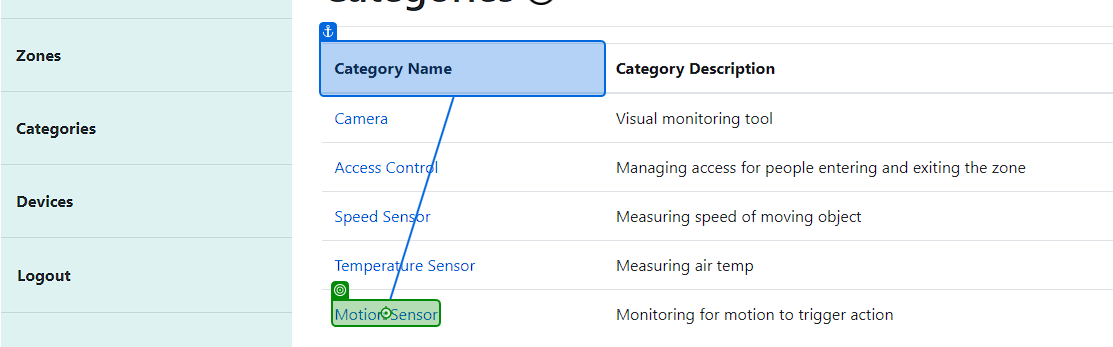 Categories
Zones
Categories
Devices
Logout
Category Name Category Description
Camera Visual monitoring tool
Access Control Managing access for people entering and exiting the zone
Speed Sensor Measuring speed of moving object
Temperature Sensor Measuring air temp
Motion Sensor Monitoring for motion to trigger action